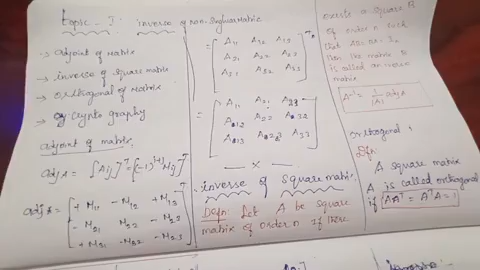 Topic - I inverse of non-singular matrix
→ adjoint of matrix
→ inverse of square matrix
→ orthogonal of matrix
→ cryptography
adjoint of matrix:
adj A = [Aij]ᵀ = [(-1)ⁱ⁺ʲ Mij]ᵀ
adj A = [ + M11 - M12 + M13
- M21 M22 - M23
+ M31 - M32 - M33 ]ᵀ
= [ A11 A12 A13
A21 A22 A23
A31 A32 A33 ]ᵀ
= [ A11 A21
A12 A22 A32
A13 A23 A33 ]
— x —
inverse of square matrix:
Defn: Let A be square
matrix of order n if there
exists a square B
of order n such
that AB =
then the matrix B
is called an inverse
matrix
A⁻¹ = 1/|A| adj A
orthogonal:
Defn:
A square matrix
A is called orthogonal
if AAᵀ = AᵀA = I